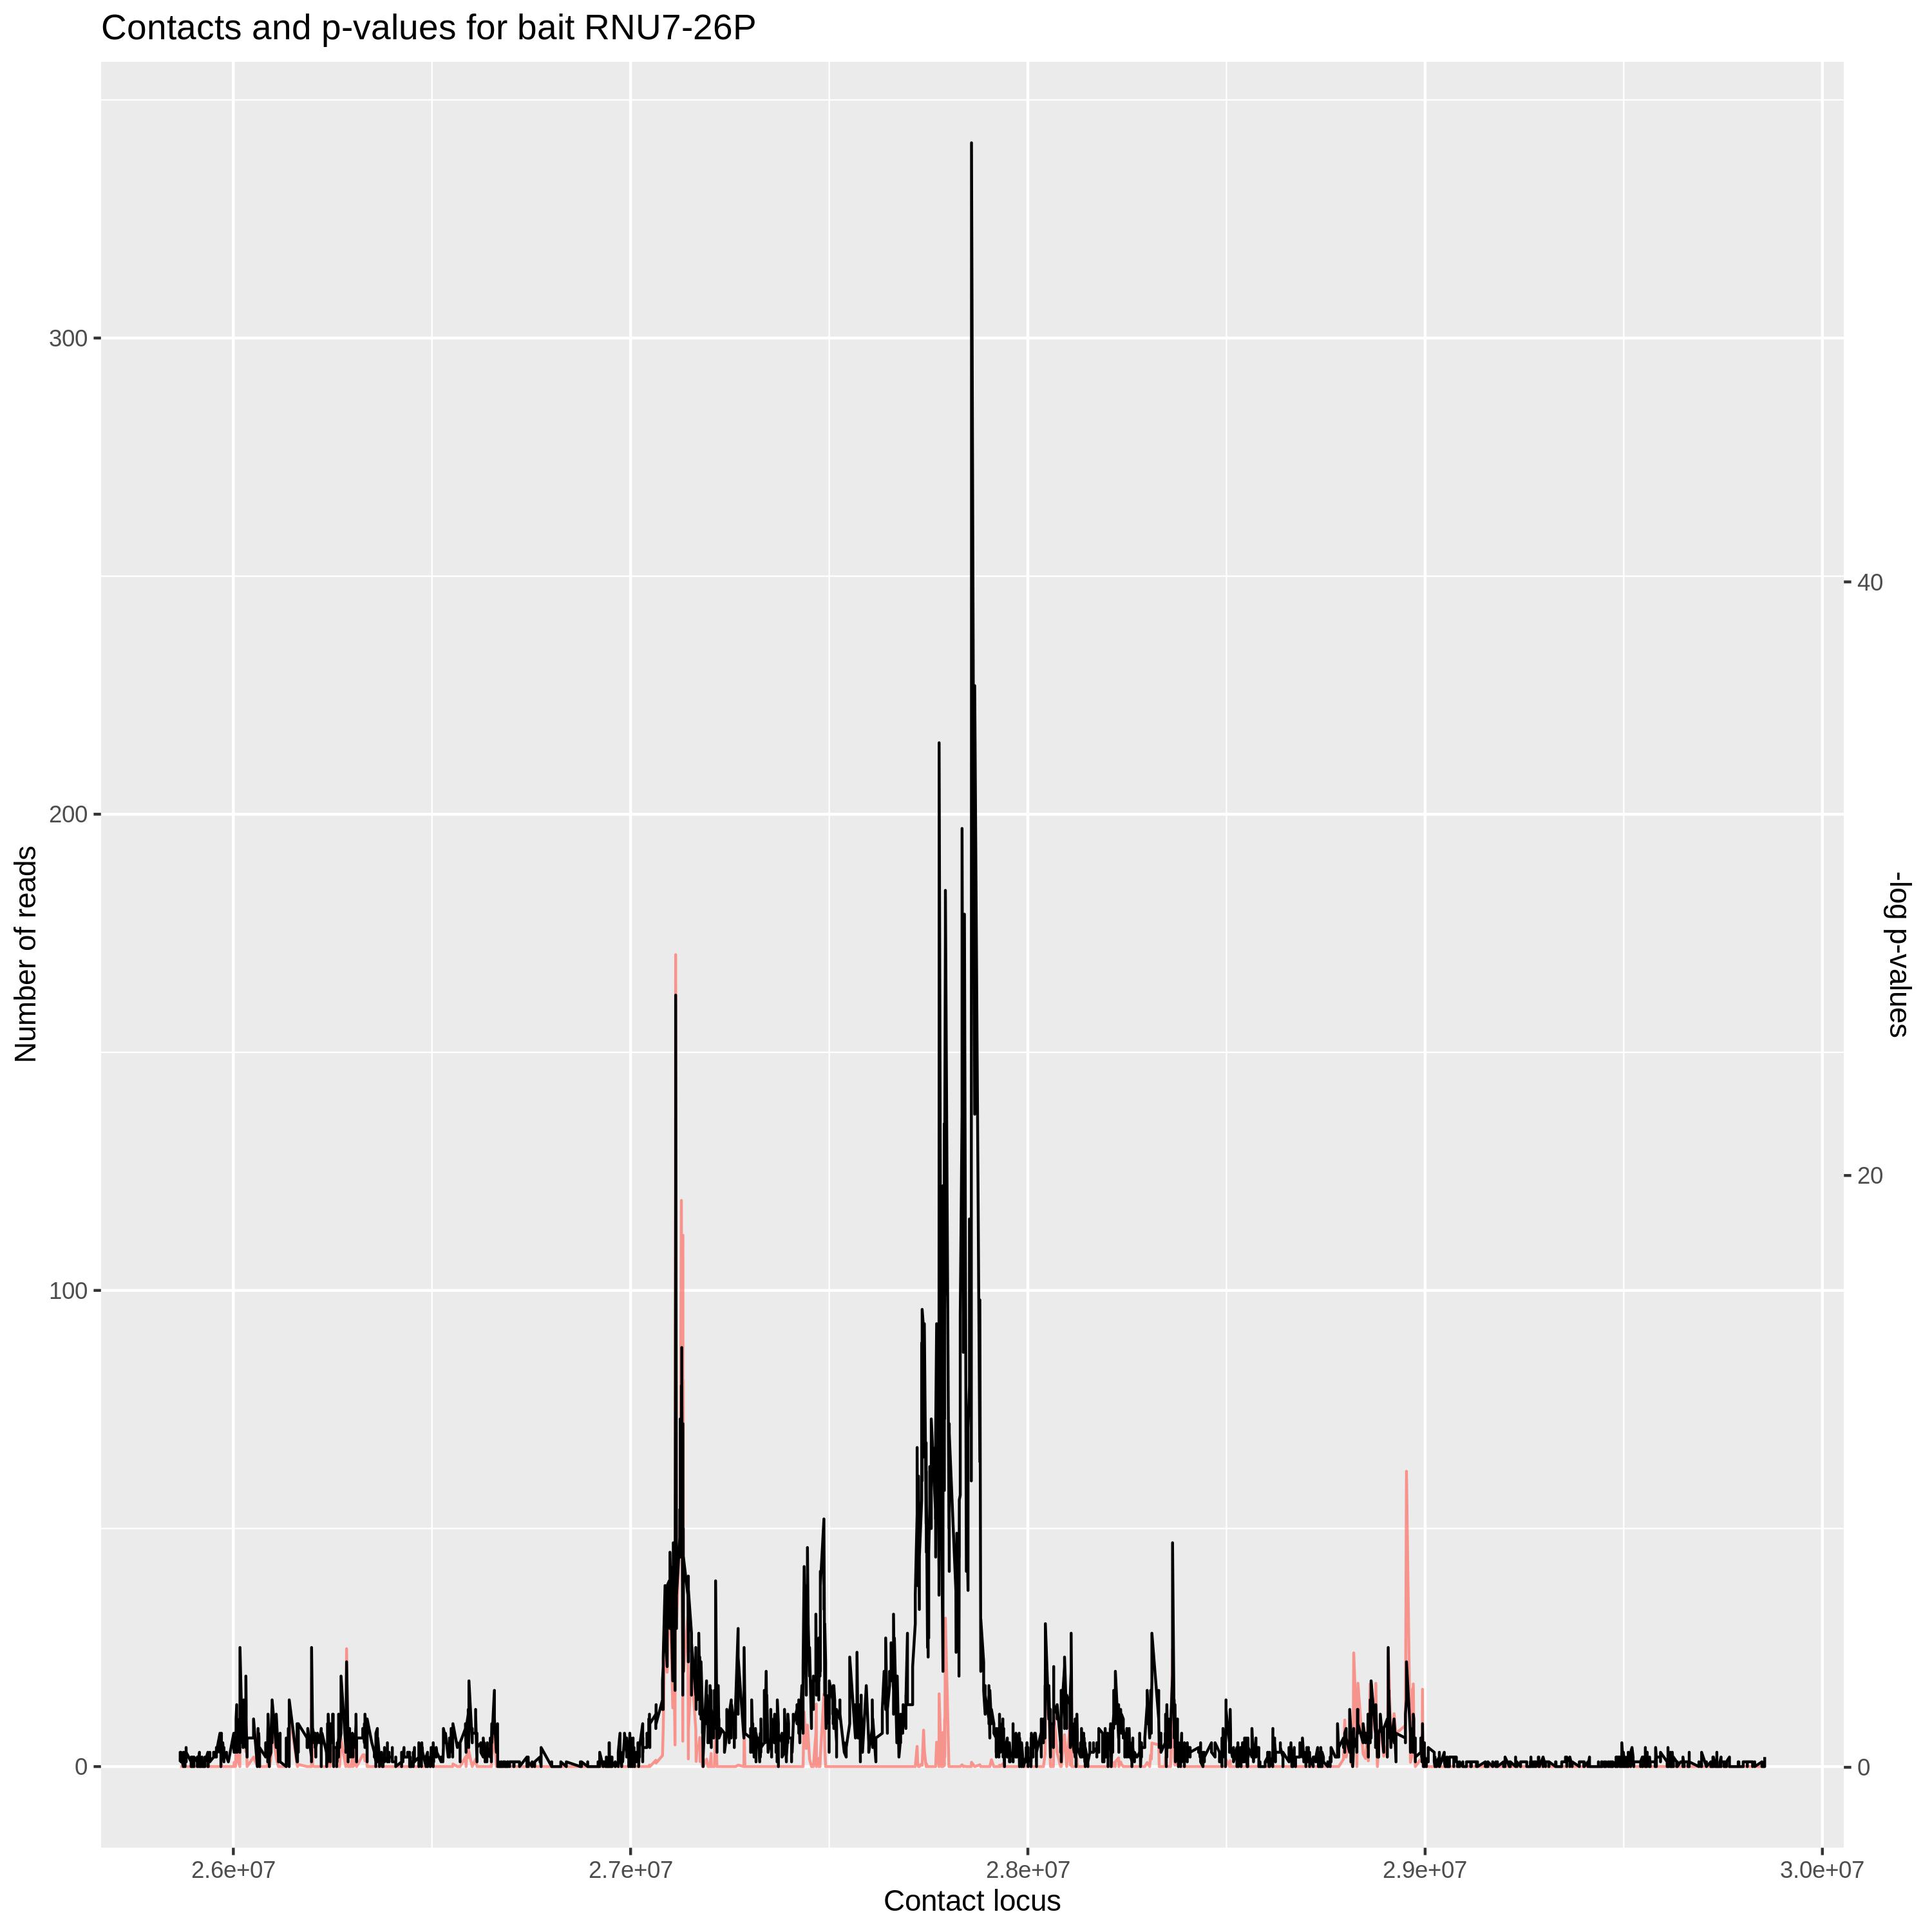 Contacts and p-values for bait RNU7-26P
300
200
100
0
Number of reads
40
20
0
-log p-values
2.6e+07
2.7e+07
2.8e+07
2.9e+07
3.0e+07
Contact locus